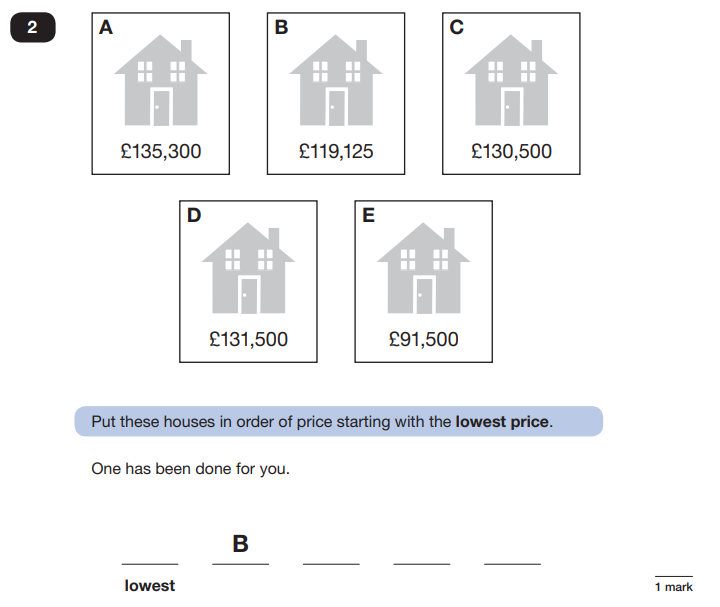 2
A
£135,300
B
£119,125
C
£130,500
D
£131,500
E
£91,500
Put these houses in order of price starting with the lowest price.
One has been done for you.
B
lowest
1 mark